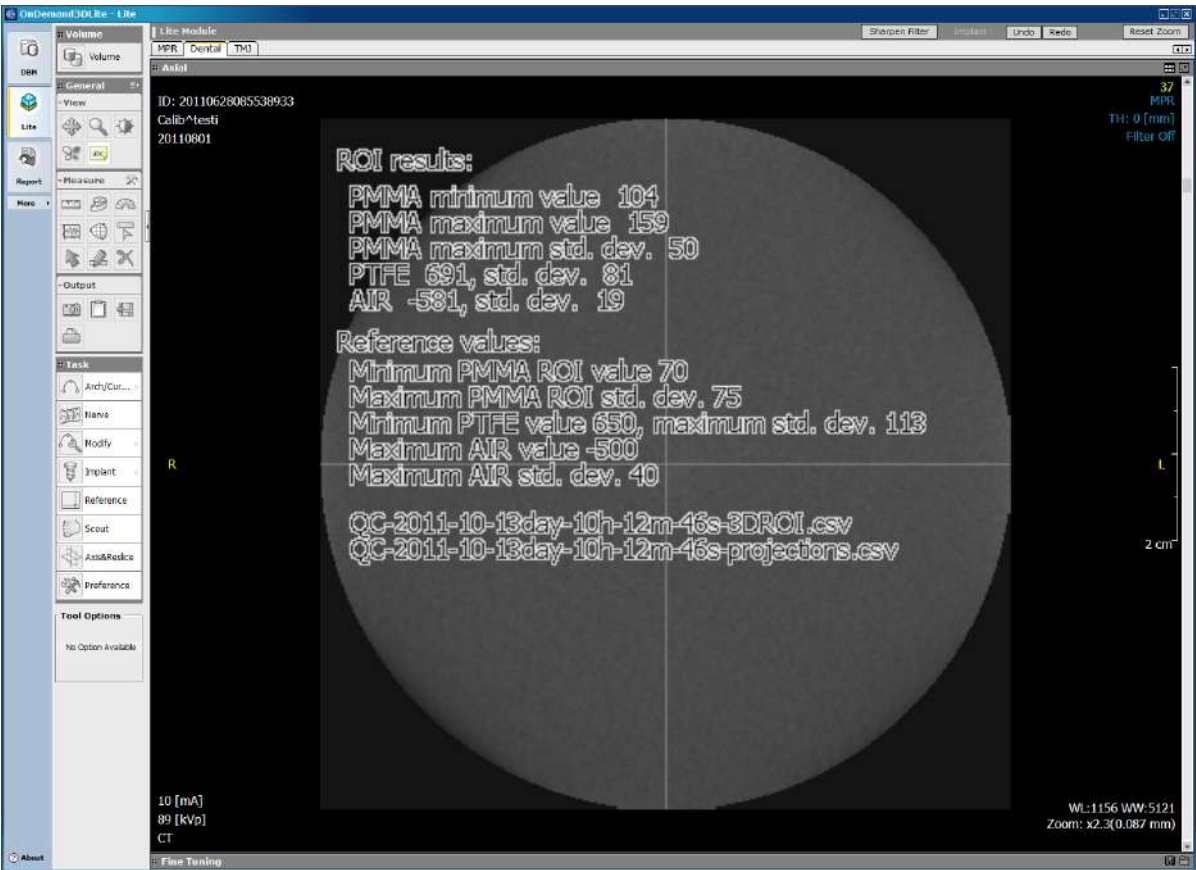 OnDemand3DLite - Lite
Volume
Lite Module
Sharpen Filter
Implant
Undo
Redo
Reset Zoom
MPR
Dental
TMJ
DBM
Volume
Axial
General
View
ID: 20110628085538933
Calib^testi
20110801
37
MPR
TH: 0 [mm]
Filter Off
Lite
Report
More
Measure
Output
ROI results:
PMMA minimum value 104
PMMA maximum value 159
PMMA maximum std. dev. 50
PTFE 691, std. dev. 81
AIR -581, std. dev. 19
Reference values:
Minimum PMMA ROI value 70
Maximum PMMA ROI std. dev. 75
Minimum PTFE value 650, maximum std. dev. 113
Maximum AIR value -500
Maximum AIR std. dev. 40
QC-2011-10-13day-10h-12m-46s-3DROI.csv
QC-2011-10-13day-10h-12m-46s-projections.csv
Task
Arch/Cur...
Nerve
Modify
Implant
Reference
Scout
Axis&Reslice
Preference
R
L
2 cm
Tool Options
No Option Available
10 [mA]
89 [kVp]
CT
WL:1156 WW:5121
Zoom: x2.3(0.087 mm)
About
Fine Tuning